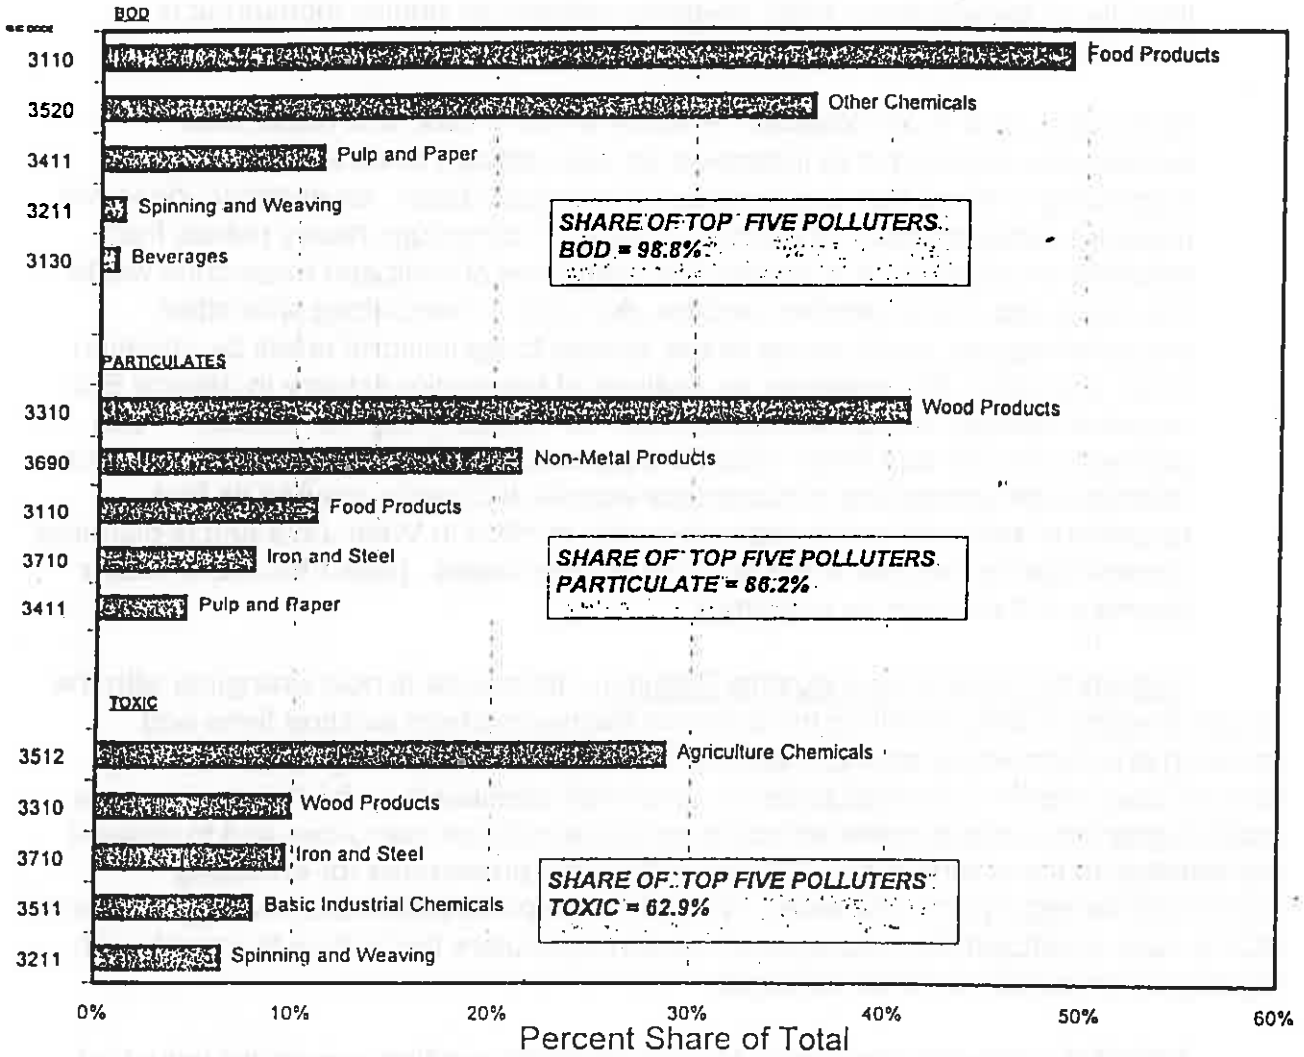 BOD
3110 Food Products
3520 Other Chemicals
3411 Pulp and Paper
3211 Spinning and Weaving
3130 Beverages
SHARE OF TOP FIVE POLLUTERS
BOD = 98.8%
PARTICULATES
3310 Wood Products
3690 Non-Metal Products
3110 Food Products
3710 Iron and Steel
3411 Pulp and Paper
SHARE OF TOP FIVE POLLUTERS
PARTICULATE = 86.2%
TOXIC
3512 Agriculture Chemicals
3310 Wood Products
3710 Iron and Steel
3511 Basic Industrial Chemicals
3211 Spinning and Weaving
SHARE OF TOP FIVE POLLUTERS
TOXIC = 62.9%
0% 10% 20% 30% 40% 50% 60%
Percent Share of Total